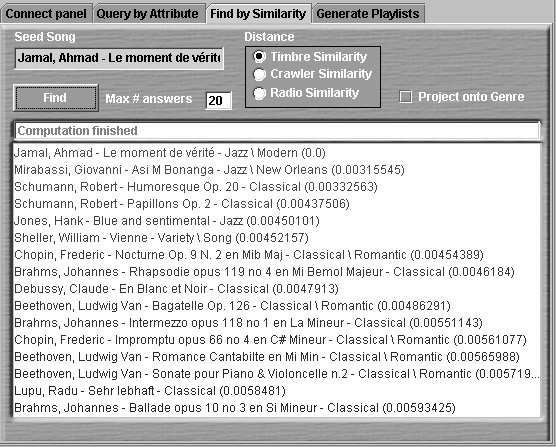 Connect panel Query by Attribute Find by Similarity Generate Playlists
Seed Song Distance
Jamal, Ahmad - Le moment de vérite
Timbre Similarity
Crawler Similarity
Radio Similarity
Find Max # answers 20 Project onto Genre
Computation finished
Jamal, Ahmad - Le moment de vérité - Jazz \ Modern (0.0)
Mirabassi, Giovanni - Asi M Bonanga - Jazz \ New Orleans (0.00315545)
Schumann, Robert - Humoresque Op. 20 - Classical (0.00332563)
Schumann, Robert - Papillons Op. 2 - Classical (0.00437506)
Jones, Hank - Blue and sentimental - Jazz (0.00450101)
Sheller, William - Vienne - Variety \ Song (0.00452157)
Chopin, Frederic - Nocturne Op. 9 N. 2 en Mib Maj - Classical \ Romantic (0.00454389)
Brahms, Johannes - Rhapsodie opus 119 no 4 en Mi Bemol Majeur - Classical (0.0046184)
Debussy, Claude - En Blanc et Noir - Classical (0.0047913)
Beethoven, Ludwig Van - Bagatelle Op. 126 - Classical \ Romantic (0.00486291)
Brahms, Johannes - Intermezzo opus 118 no 1 en La Mineur - Classical (0.00551143)
Chopin, Frederic - Impromptu opus 66 no 4 en C# Mineur - Classical \ Romantic (0.00561077)
Beethoven, Ludwig Van - Romance Cantabilte en Mi Min - Classical \ Romantic (0.00565988)
Beethoven, Ludwig Van - Sonate pour Piano & Violoncelle n.2 - Classical \ Romantic (0.005719...
Lupu, Radu - Sehr lebhaft - Classical (0.0058481)
Brahms, Johannes - Ballade opus 10 no 3 en Si Mineur - Classical (0.00593425)